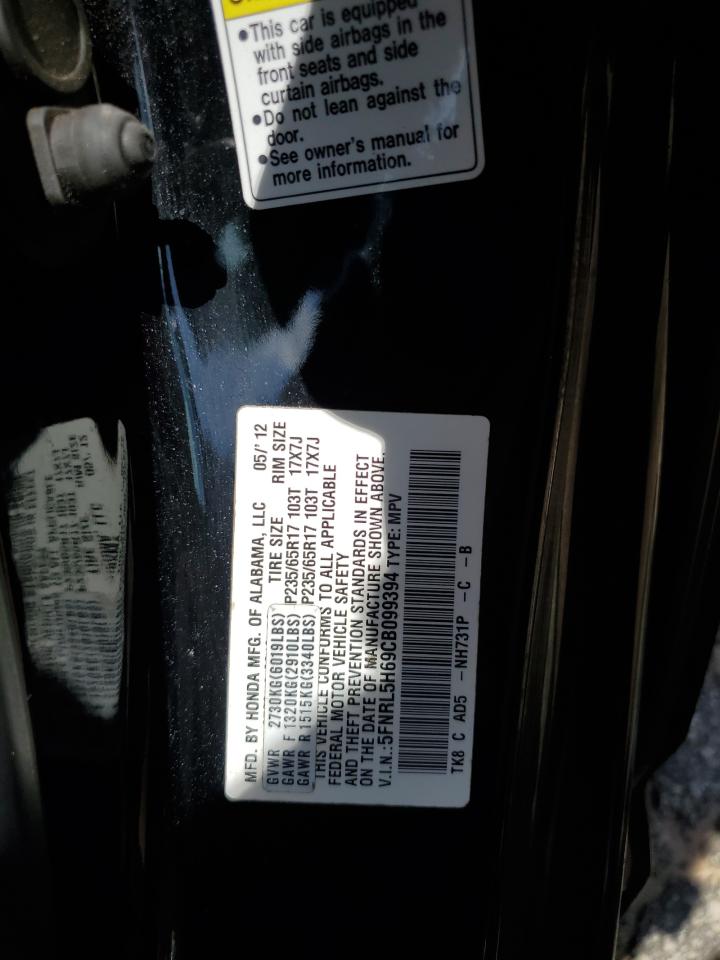 •This car is equipped
with side airbags in the
front seats and side
curtain airbags.
•Do not lean against the
door.
•See owner's manual for
more information.
MFD. BY HONDA MFG. OF ALABAMA, LLC 05/'12
TIRE SIZE RIM SIZE
GVWR 2730KG(6019LBS)
GAWR F 1320KG(2910LBS) P235/65R17 103T 17X7J
GAWR R 1515KG(3340LBS) P235/65R17 103T 17X7J
THIS VEHICLE CONFORMS TO ALL APPLICABLE
FEDERAL MOTOR VEHICLE SAFETY
AND THEFT PREVENTION STANDARDS IN EFFECT
ON THE DATE OF MANUFACTURE SHOWN ABOVE.
V.I.N.:5FNRL5H69CB099394 TYPE: MPV
TK8 C AD5 -NH731P -C -B